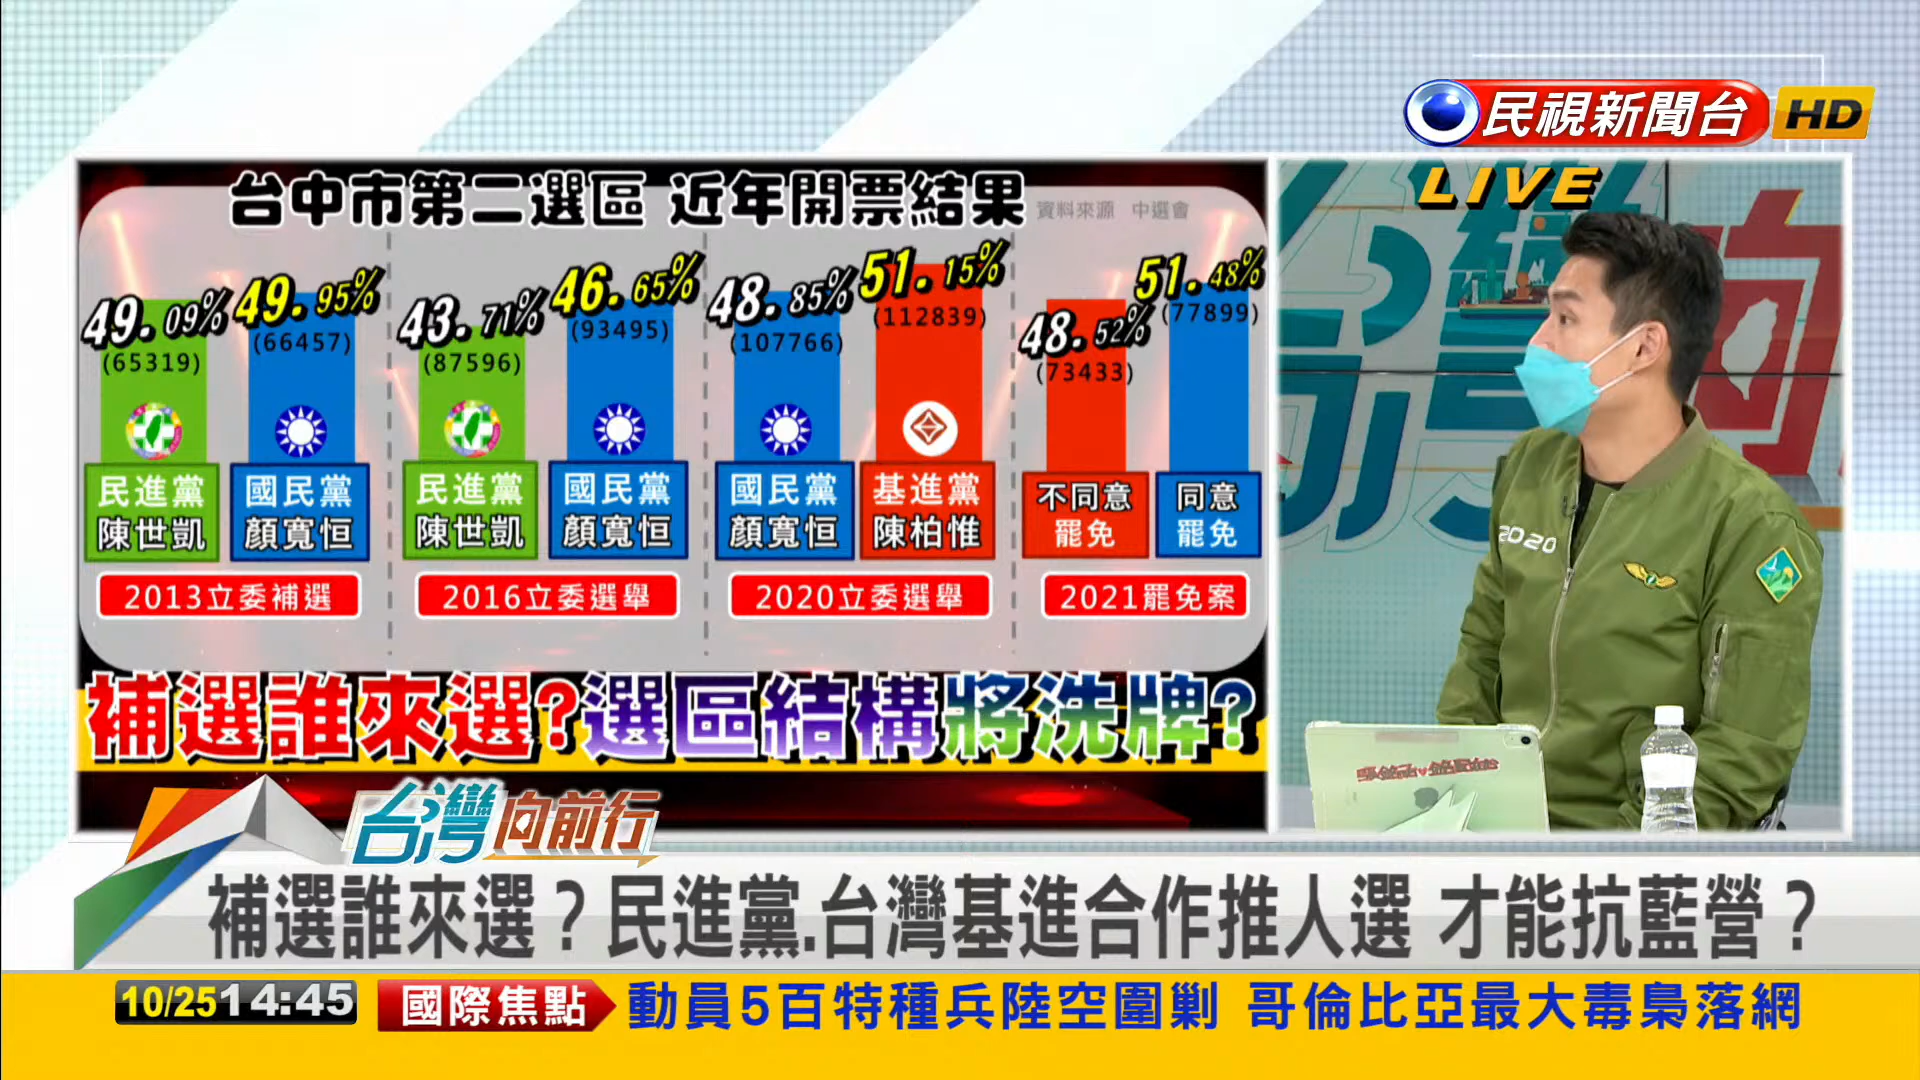 民視新聞台 HD
LIVE
台中市第二選區 近年開票結果 資料來源 中選會
49.09% 49.95% 43.71% 46.65% 48.85% 51.15% 48.52% 51.48%
(65319) (66457) (87596) (93495) (107766) (112839) (73433) (77899)
民進黨 國民黨 民進黨 國民黨 國民黨 基進黨 不同意 同意
陳世凱 顏寬恒 陳世凱 顏寬恒 顏寬恒 陳柏惟 罷免 罷免
2013立委補選 2016立委選舉 2020立委選舉 2021罷免案
2020
補選誰來選?選區結構將洗牌?
台灣向前行
補選誰來選?民進黨.台灣基進合作推人選 才能抗藍營?
10/25 14:45 國際焦點 動員5百特種兵陸空圍剿 哥倫比亞最大毒梟落網